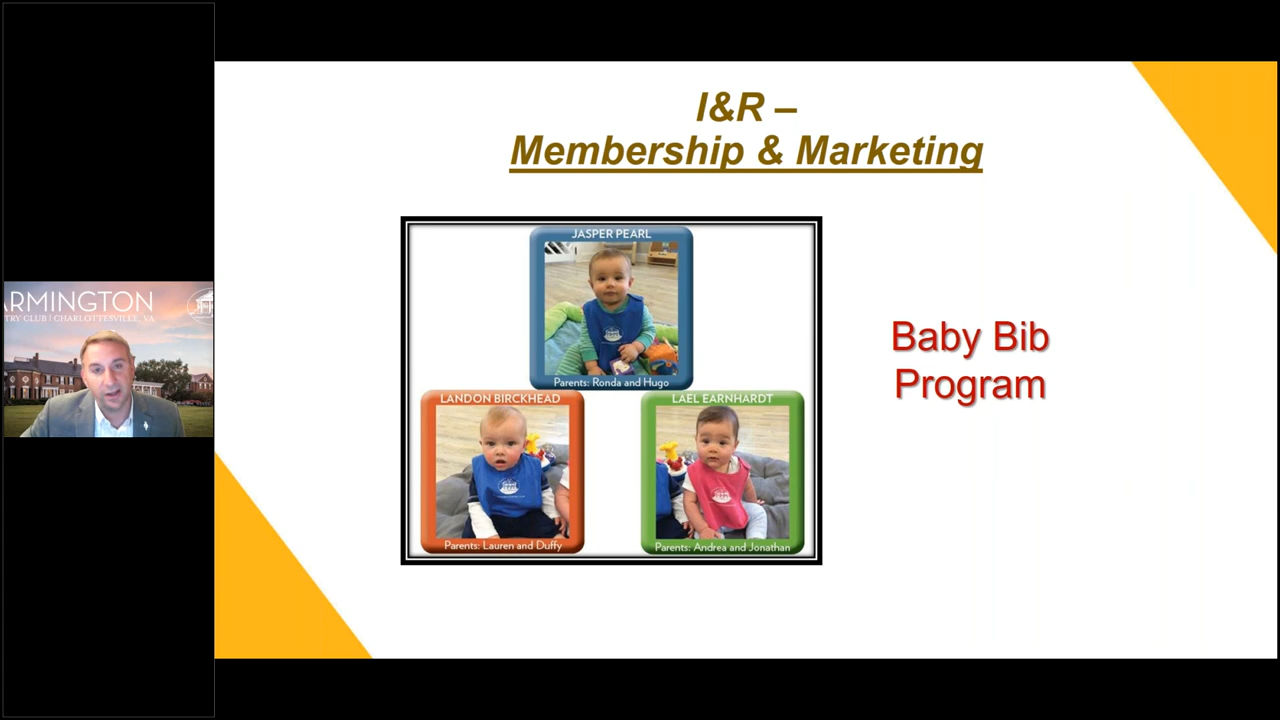 I&R –
Membership & Marketing
JASPER PEARL
Parents: Ronda and Hugo
LANDON BIRCKHEAD
Parents: Lauren and Duffy
LAEL EARNHARDT
Parents: Andrea and Jonathan
Baby Bib
Program
ARMINGTON
TRY CLUB | CHARLOTTESVILLE, VA